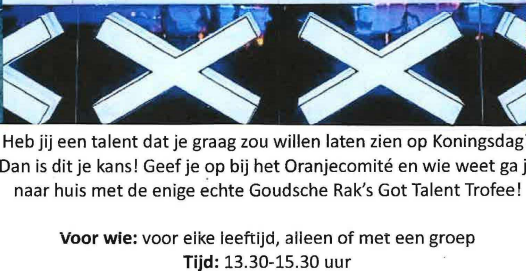 Heb jij een talent dat je graag zou willen laten zien op Koningsdag?
Dan is dit je kans! Geef je op bij het Oranjecomité en wie weet ga j
naar huis met de enige echte Goudsche Rak's Got Talent Trofee!
Voor wie: voor elke leeftijd, alleen of met een groep
Tijd: 13.30-15.30 uur